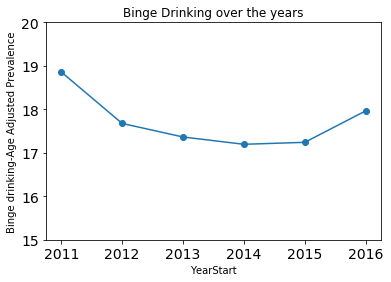 Binge Drinking over the years
Binge drinking-Age Adjusted Prevalence
20
19
18
17
16
15
2011 2012 2013 2014 2015 2016
YearStart